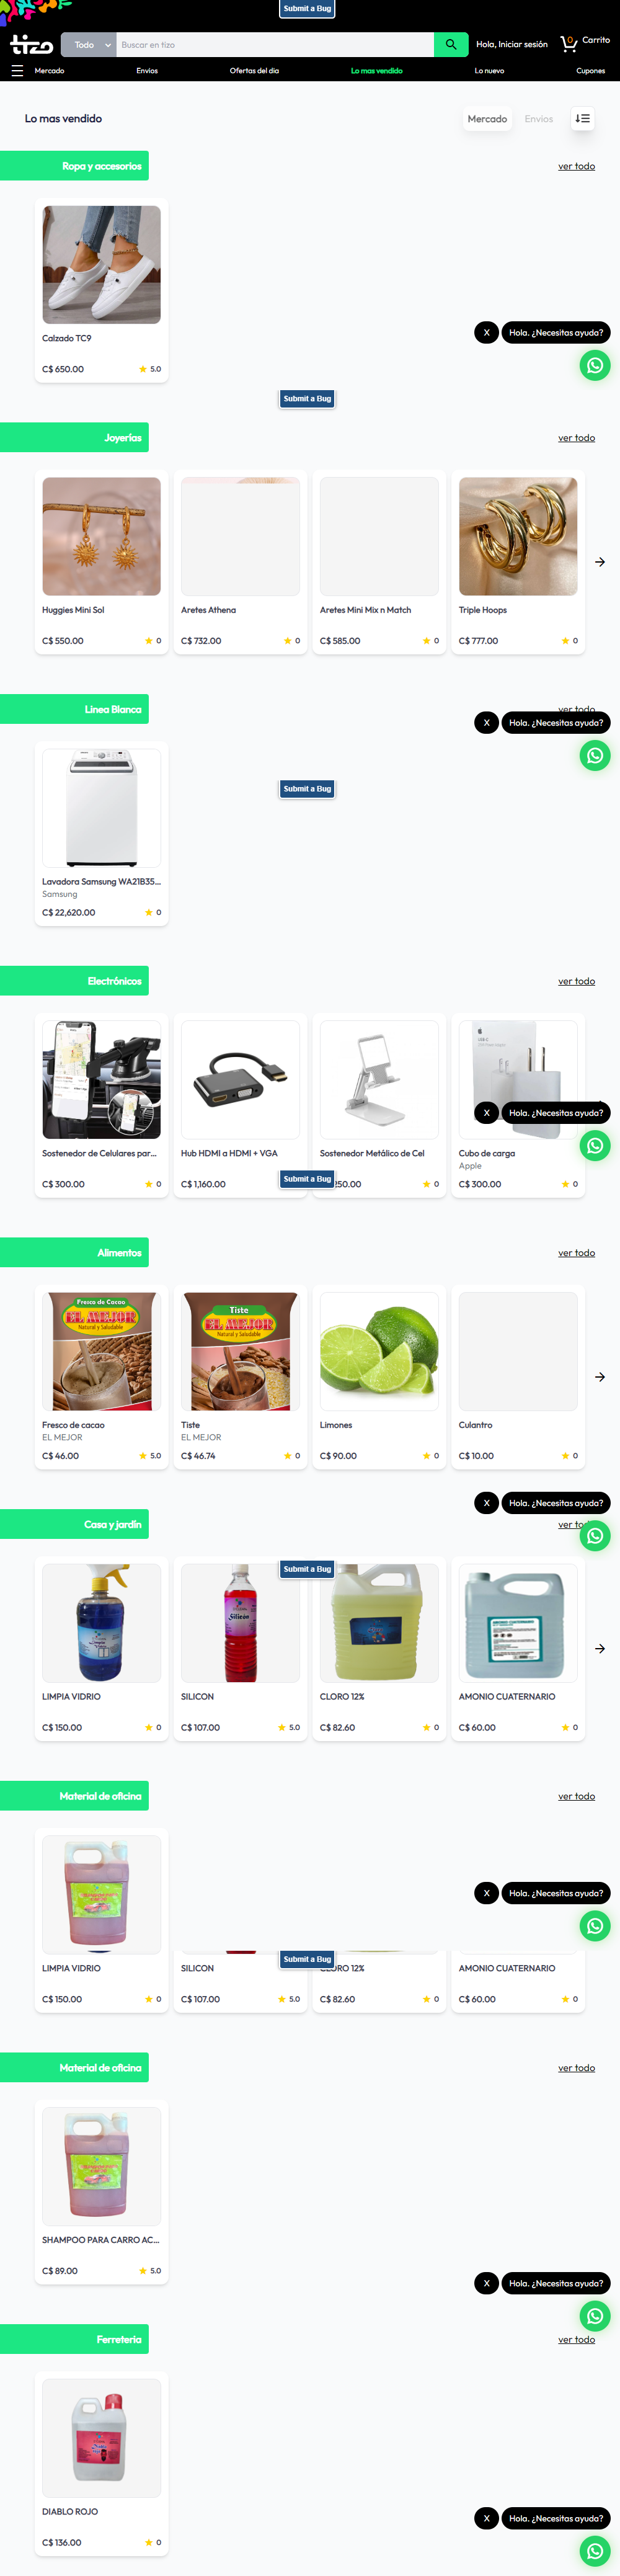 Submit a Bug
tizo
Todo
Buscar en tizo
Hola, Iniciar sesión
0
Carrito
Mercado
Envios
Ofertas del dia
Lo mas vendido
Lo nuevo
Cupones
Lo mas vendido
Mercado
Envios
Ropa y accesorios
ver todo
Calzado TC9
C$ 650.00
5.0
X
Hola. ¿Necesitas ayuda?
Submit a Bug
Joyerías
ver todo
Huggies Mini Sol
Aretes Athena
Aretes Mini Mix n Match
Triple Hoops
C$ 550.00
0
C$ 732.00
0
C$ 585.00
0
C$ 777.00
0
Linea Blanca
ver todo
X
Hola. ¿Necesitas ayuda?
Submit a Bug
Lavadora Samsung WA21B35...
Samsung
C$ 22,620.00
0
Electrónicos
ver todo
X
Hola. ¿Necesitas ayuda?
Sostenedor de Celulares par...
Hub HDMI a HDMI + VGA
Sostenedor Metálico de Cel
Cubo de carga
Apple
C$ 300.00
0
C$ 1,160.00
0
Submit a Bug
250.00
0
C$ 300.00
0
Alimentos
ver todo
Fresco de Cacao
EL MEJOR
Natural y Saludable
Tiste
EL MEJOR
Natural y Saludable
Fresco de cacao
EL MEJOR
Tiste
EL MEJOR
Limones
Culantro
C$ 46.00
5.0
C$ 46.74
0
C$ 90.00
0
C$ 10.00
0
X
Hola. ¿Necesitas ayuda?
Casa y jardín
ver todo
Submit a Bug
Silicón
AMONIO CUATERNARIO
LIMPIA VIDRIO
SILICON
CLORO 12%
AMONIO CUATERNARIO
C$ 150.00
0
C$ 107.00
5.0
C$ 82.60
0
C$ 60.00
0
Material de oficina
ver todo
X
Hola. ¿Necesitas ayuda?
Submit a Bug
LIMPIA VIDRIO
SILICON
CLORO 12%
AMONIO CUATERNARIO
C$ 150.00
0
C$ 107.00
5.0
C$ 82.60
0
C$ 60.00
0
Material de oficina
ver todo
SHAMPOO PARA CARRO AC...
C$ 89.00
5.0
X
Hola. ¿Necesitas ayuda?
Ferreteria
ver todo
DIABLO ROJO
C$ 136.00
0
X
Hola. ¿Necesitas ayuda?